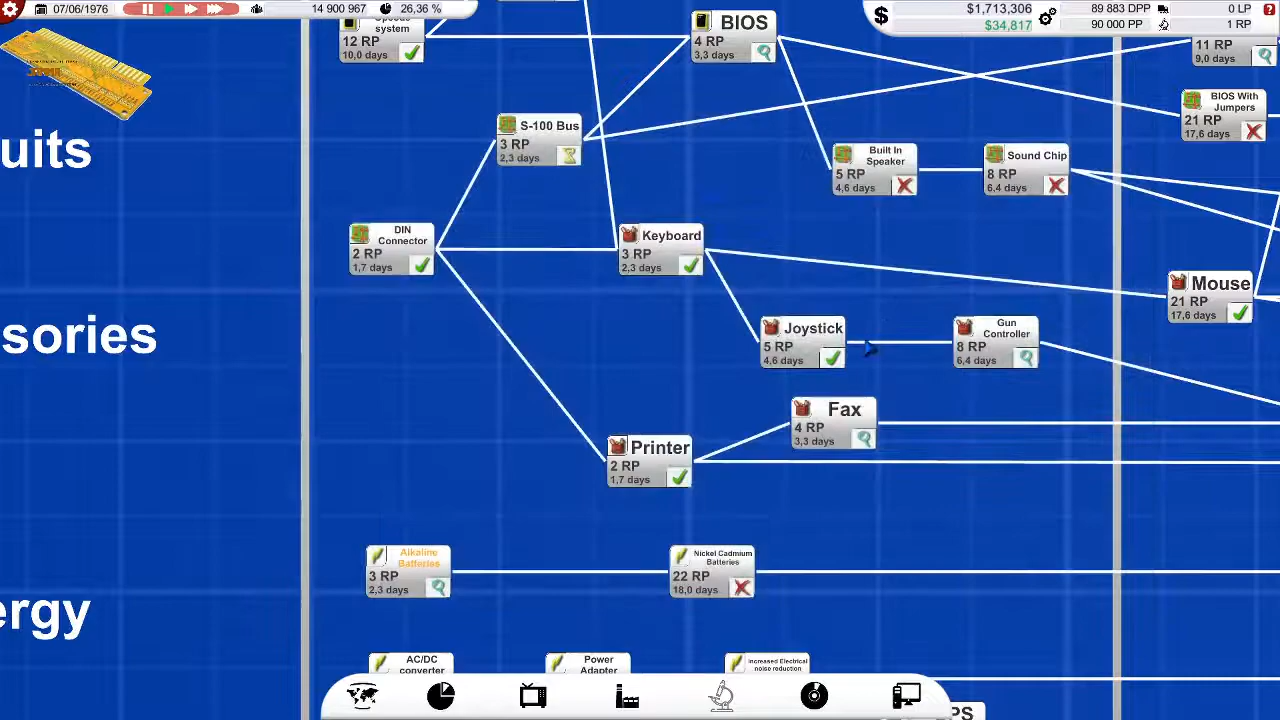 07/06/1976
14 900 967
26,36 %
$1,713,306
$34,817
89 883 DPP
90 000 PP
0 LP
1 RP
system
12 RP
10,0 days
BIOS
4 RP
3,3 days
11 RP
9,0 days
BIOS With
Jumpers
21 RP
17,6 days
uits
S-100 Bus
3 RP
2,3 days
Built In
Speaker
5 RP
4,6 days
Sound Chip
8 RP
6,4 days
DIN
Connector
2 RP
1,7 days
Keyboard
3 RP
2,3 days
Mouse
21 RP
17,6 days
sories
Joystick
5 RP
4,6 days
Gun
Controller
8 RP
6,4 days
Fax
4 RP
3,3 days
Printer
2 RP
1,7 days
Alkaline
Batteries
3 RP
2,3 days
Nickel Cadmium
Batteries
22 RP
18,0 days
ergy
AC/DC
converter
Power
Adapter
Increased Electrical
noise reduction
PS